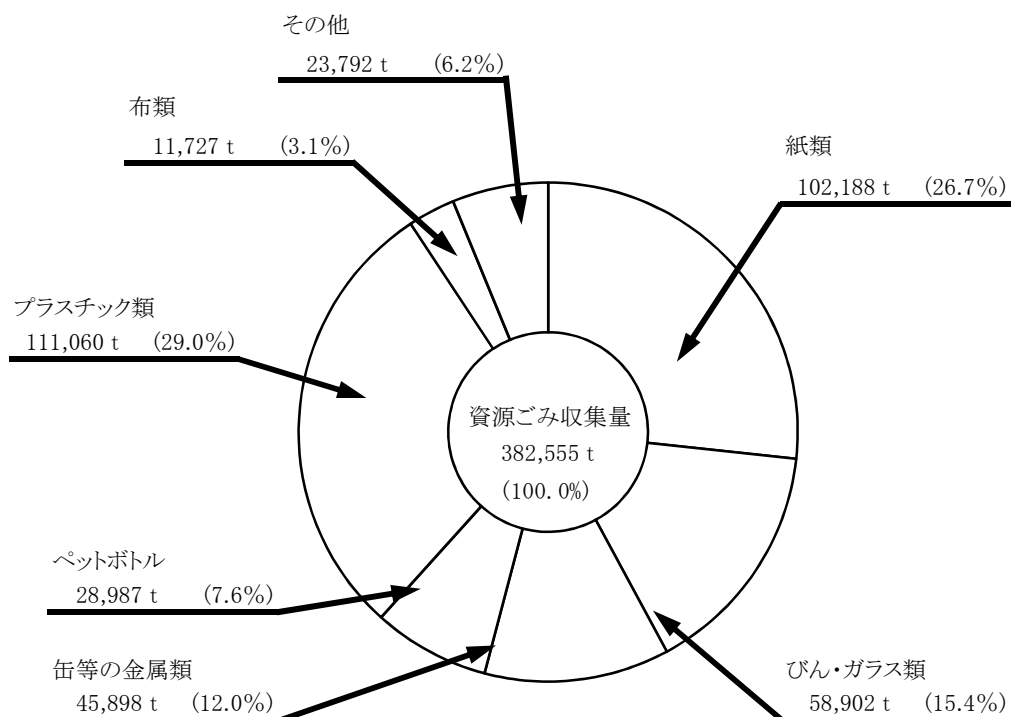 その他
23,792 t (6.2%)
布類
11,727 t (3.1%)
紙類
102,188 t (26.7%)
プラスチック類
111,060 t (29.0%)
資源ごみ収集量
382,555 t
(100.0%)
ペットボトル
28,987 t (7.6%)
缶等の金属類
45,898 t (12.0%)
びん・ガラス類
58,902 t (15.4%)